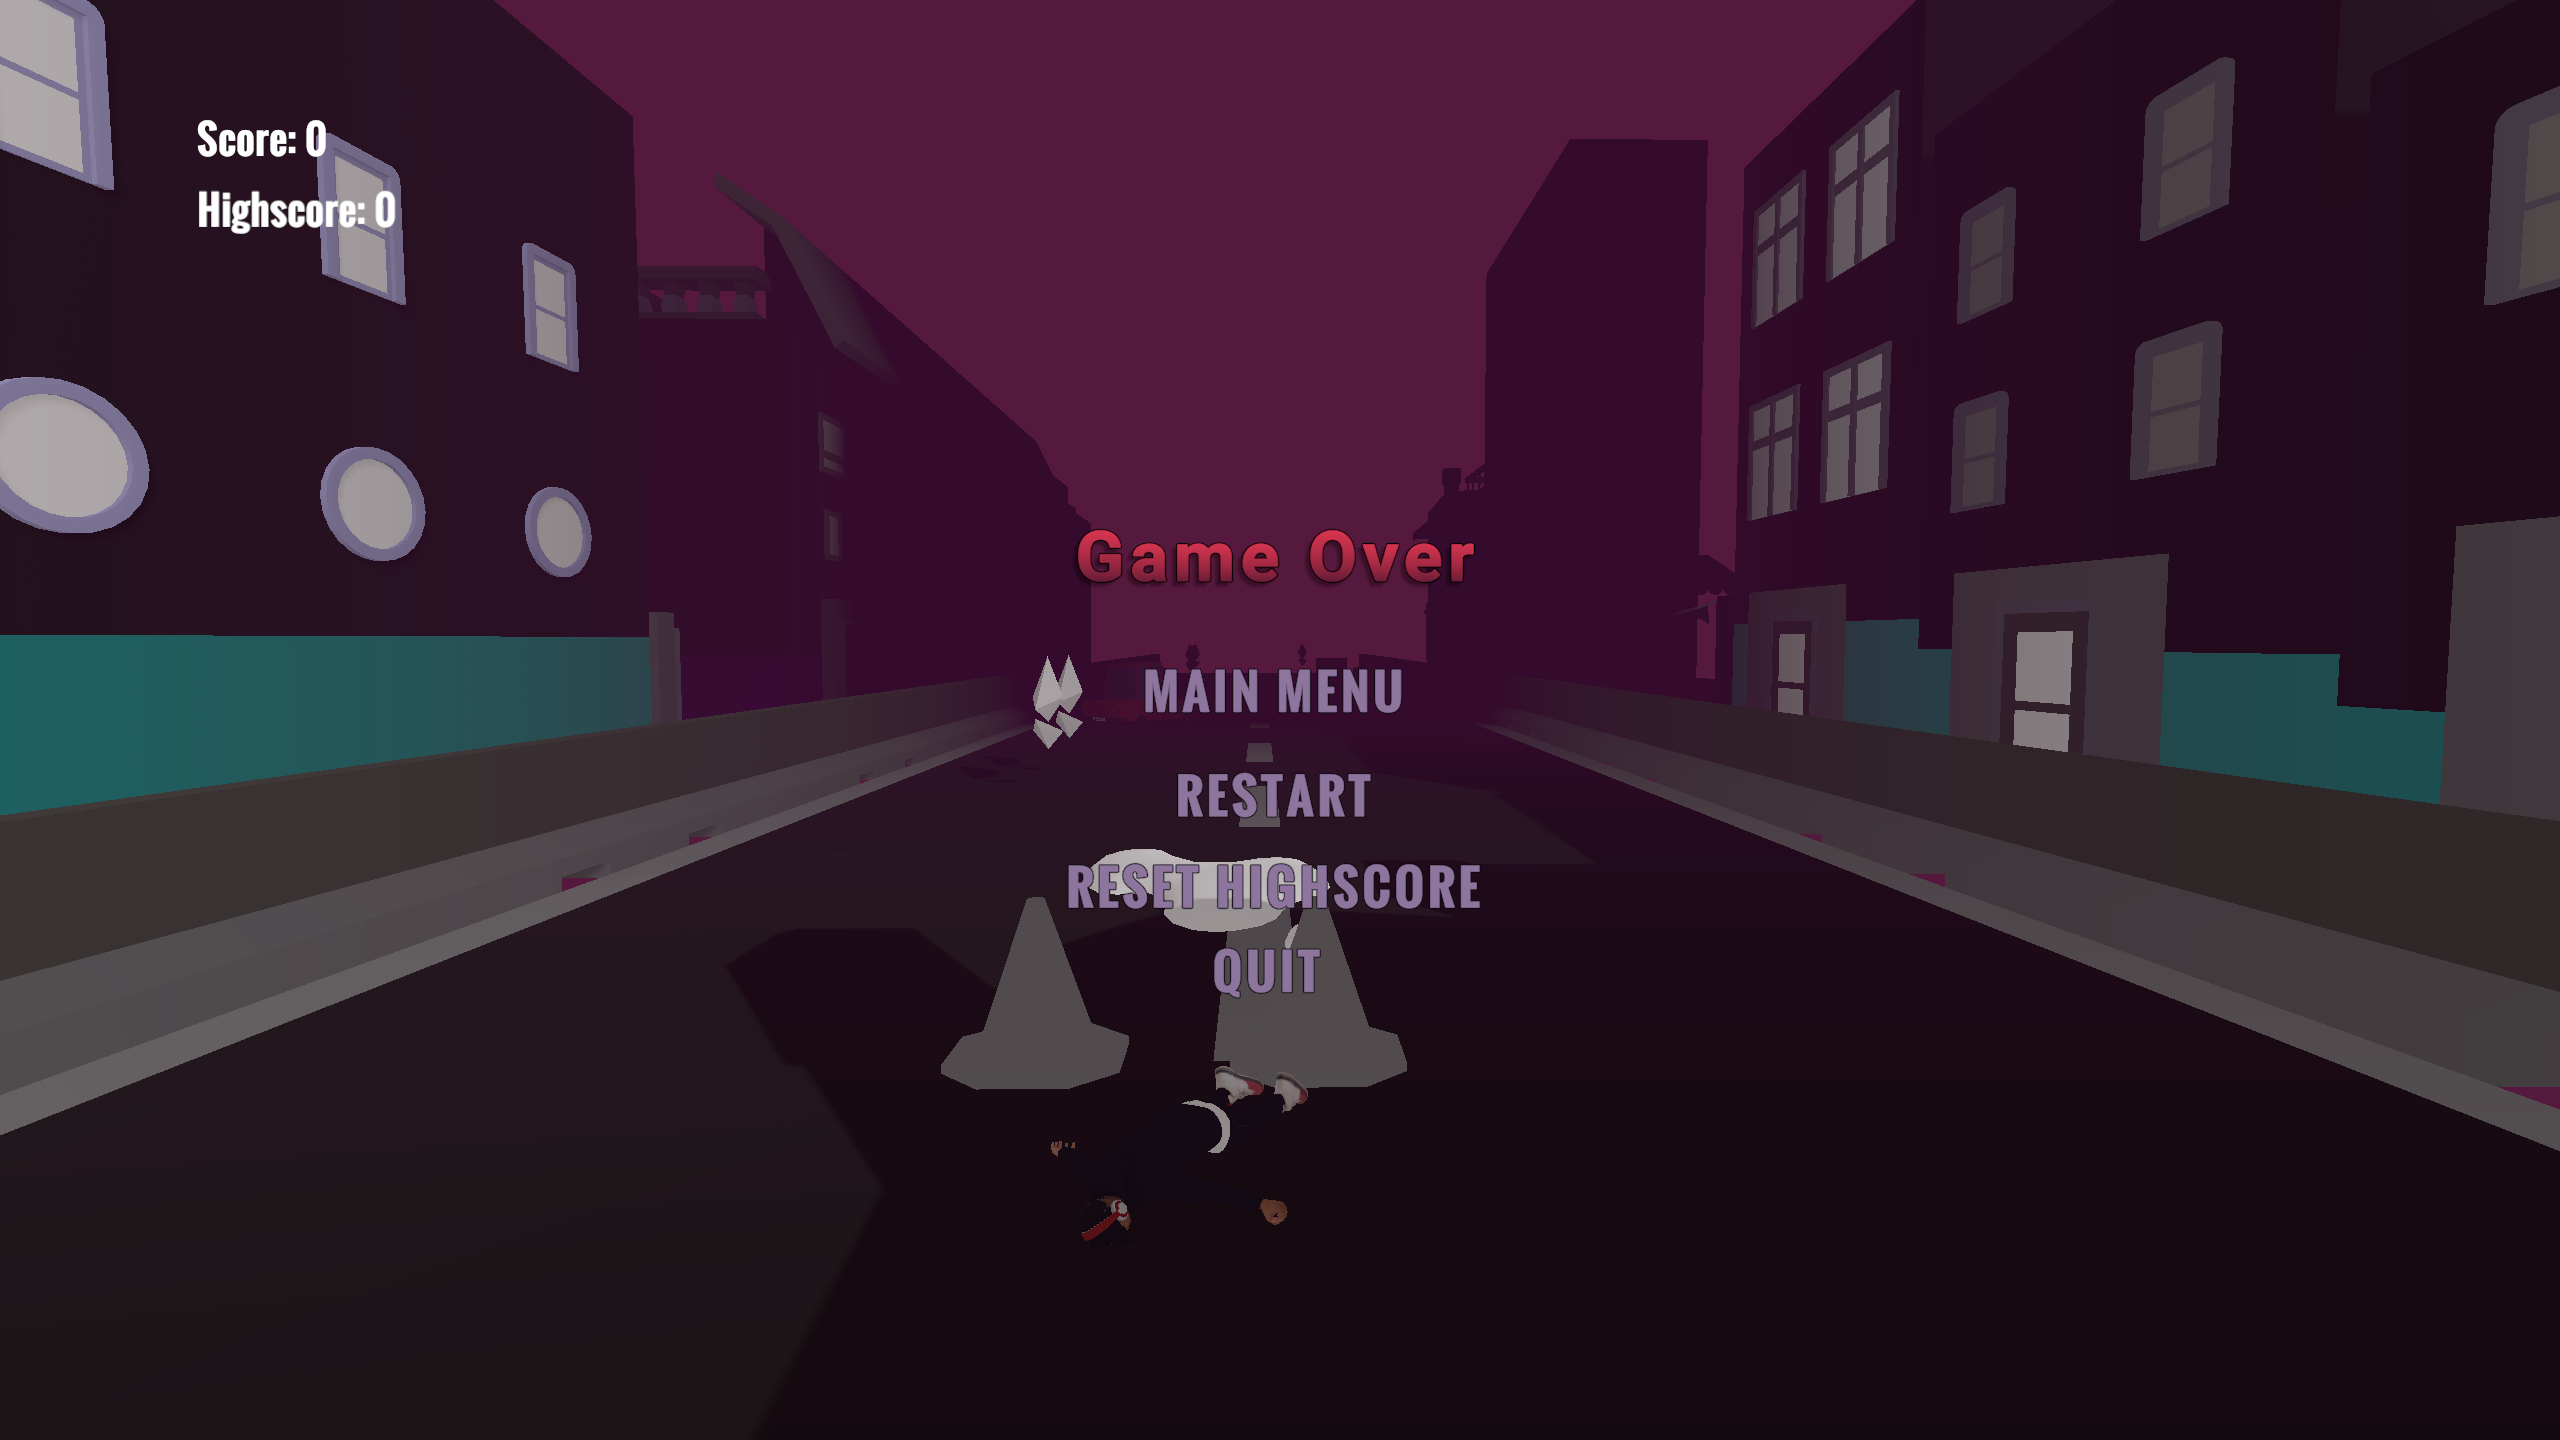 Score: 0
Highscore: 0
Game Over
MAIN MENU
RESTART
RESET HIGHSCORE
QUIT